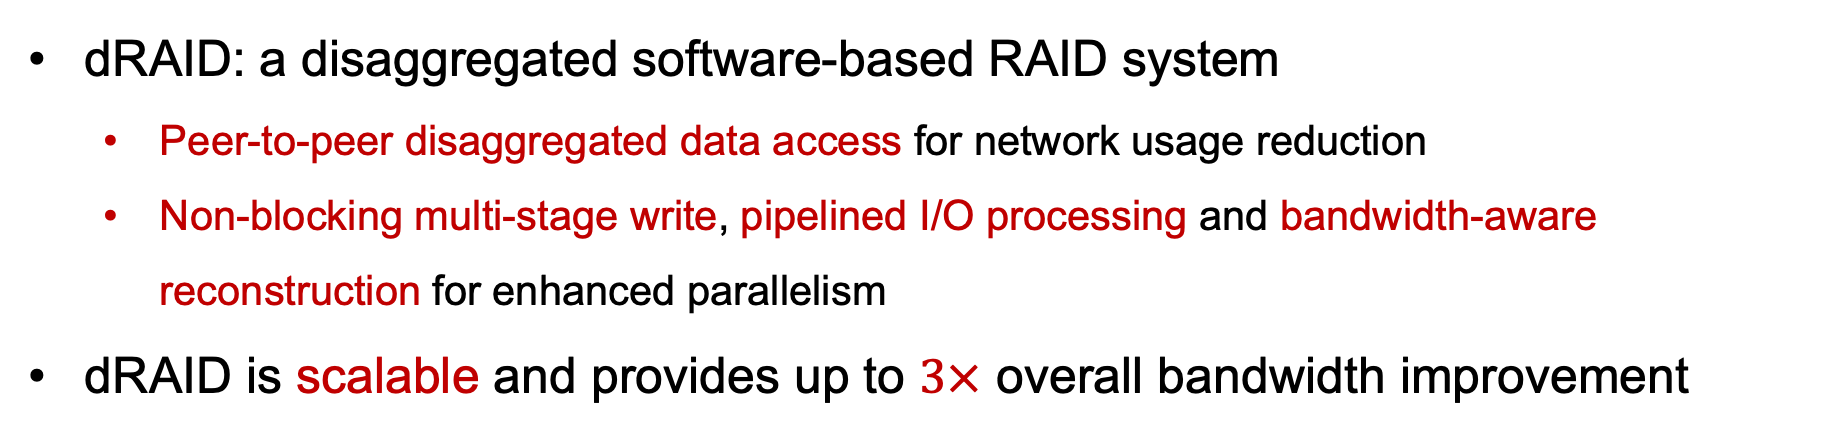 • dRAID: a disaggregated software-based RAID system
• Peer-to-peer disaggregated data access for network usage reduction
• Non-blocking multi-stage write, pipelined I/O processing and bandwidth-aware
reconstruction for enhanced parallelism
• dRAID is scalable and provides up to 3× overall bandwidth improvement